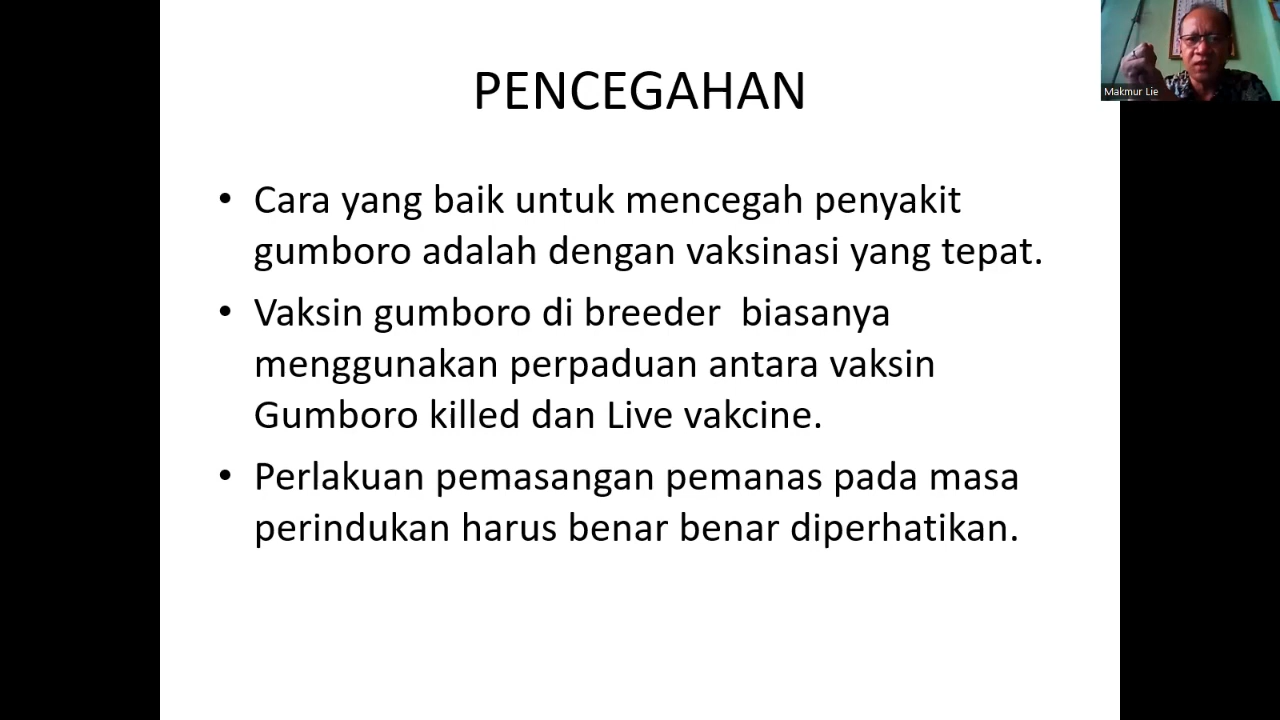 PENCEGAHAN
• Cara yang baik untuk mencegah penyakit
gumboro adalah dengan vaksinasi yang tepat.
• Vaksin gumboro di breeder  biasanya
menggunakan perpaduan antara vaksin
Gumboro killed dan Live vakcine.
• Perlakuan pemasangan pemanas pada masa
perindukan harus benar benar diperhatikan.
Makmur Lie